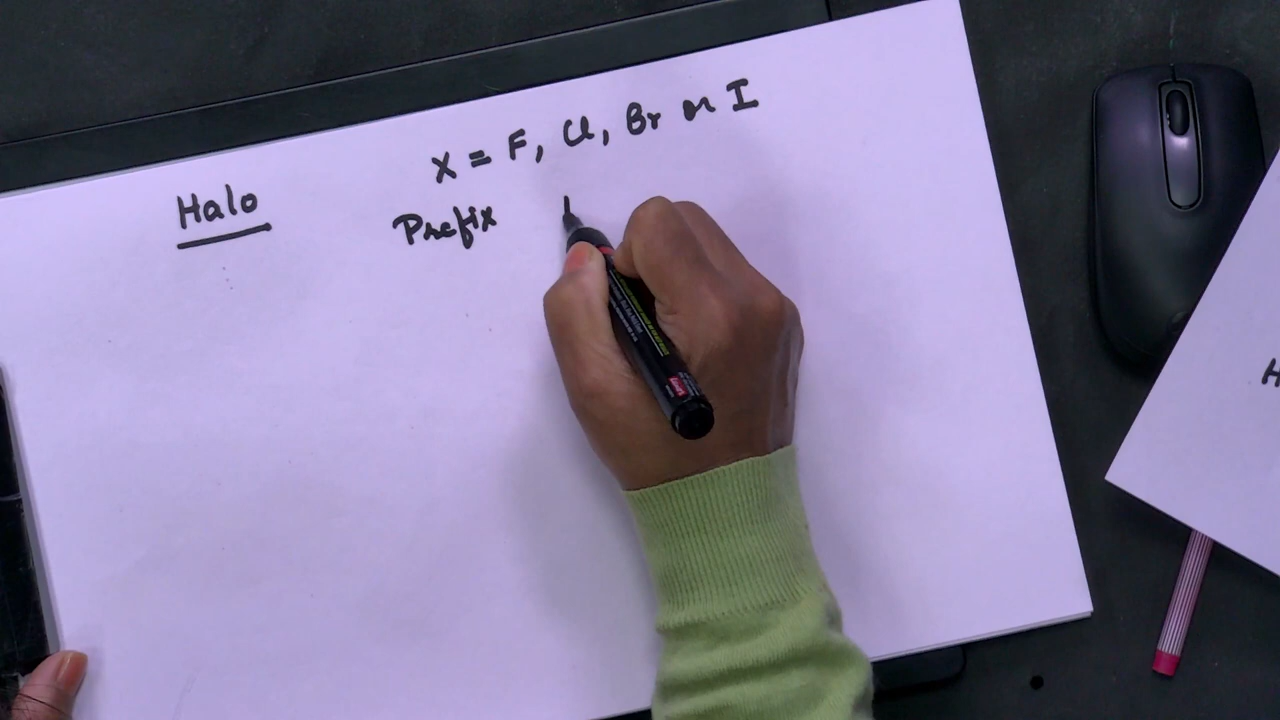 X = F, Cl, Br or I
Halo
Prefix
H